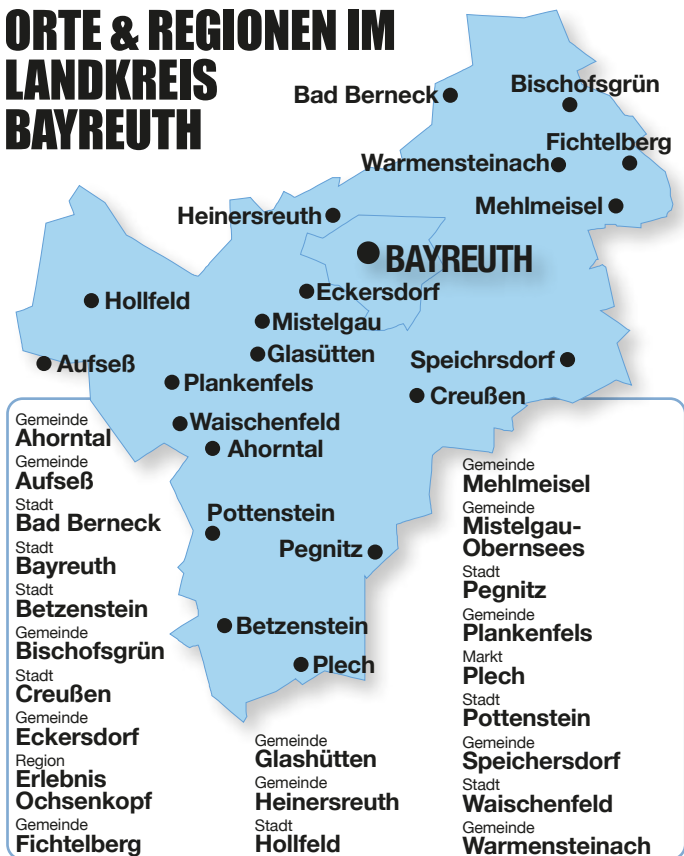 ORTE & REGIONEN IM
LANDKREIS
BAYREUTH
Bad Berneck
Bischofsgrün
Fichtelberg
Warmensteinach
Mehlmeisel
Heinersreuth
BAYREUTH
Eckersdorf
Hollfeld
Mistelgau
Glasütten
Speichrsdorf
Aufseß
Plankenfels
Creußen
Waischenfeld
Ahorntal
Pottenstein
Pegnitz
Betzenstein
Plech
Gemeinde
Ahorntal
Gemeinde
Aufseß
Stadt
Bad Berneck
Stadt
Bayreuth
Stadt
Betzenstein
Gemeinde
Bischofsgrün
Stadt
Creußen
Gemeinde
Eckersdorf
Region
Erlebnis
Ochsenkopf
Gemeinde
Fichtelberg
Gemeinde
Glashütten
Gemeinde
Heinersreuth
Stadt
Hollfeld
Gemeinde
Mehlmeisel
Gemeinde
Mistelgau-
Obernsees
Stadt
Pegnitz
Gemeinde
Plankenfels
Markt
Plech
Stadt
Pottenstein
Gemeinde
Speichersdorf
Stadt
Waischenfeld
Gemeinde
Warmensteinach